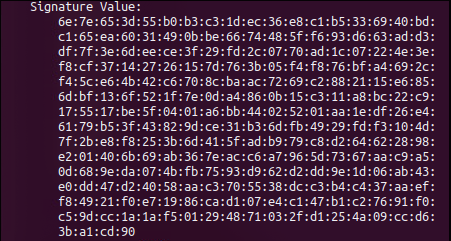 Signature Value:
6e:7e:65:3d:55:b0:b3:c3:1d:ec:36:e8:c1:b5:33:69:40:bd:
c1:65:ea:60:31:49:0b:be:66:74:48:5f:f6:93:d6:63:ad:d3:
df:7f:3e:6d:ee:ce:3f:29:fd:2c:07:70:ad:1c:07:22:4e:3e:
f8:cf:37:14:27:26:15:7d:76:3b:05:f4:f8:76:bf:a4:69:2c:
f4:5c:e6:4b:42:c6:70:8c:ba:ac:72:69:c2:88:21:15:e6:85:
6d:bf:13:6f:52:1f:7e:0d:a4:86:0b:15:c3:11:a8:bc:22:c9:
17:55:17:be:5f:04:01:a6:bb:44:02:52:01:aa:1e:df:26:e4:
61:79:b5:3f:43:82:9d:ce:31:b3:6d:fb:49:29:fd:f3:10:4d:
7f:2b:e8:f8:25:3b:6d:41:5f:ad:b9:79:c8:d2:64:62:28:98:
e2:01:40:6b:69:ab:36:7e:ac:c6:a7:96:5d:73:67:aa:c9:a5:
0d:68:9e:da:07:4b:fb:75:93:d9:62:d2:dd:9e:1d:06:ab:43:
e0:dd:47:d2:40:58:aa:c3:70:55:38:dc:c3:b4:c4:37:aa:ef:
f8:49:21:f0:e7:19:86:ca:d1:07:e4:c1:47:b1:c2:76:91:f0:
c5:9d:cc:1a:1a:f5:01:29:48:71:03:2f:d1:25:4a:09:cc:d6:
3b:a1:cd:90